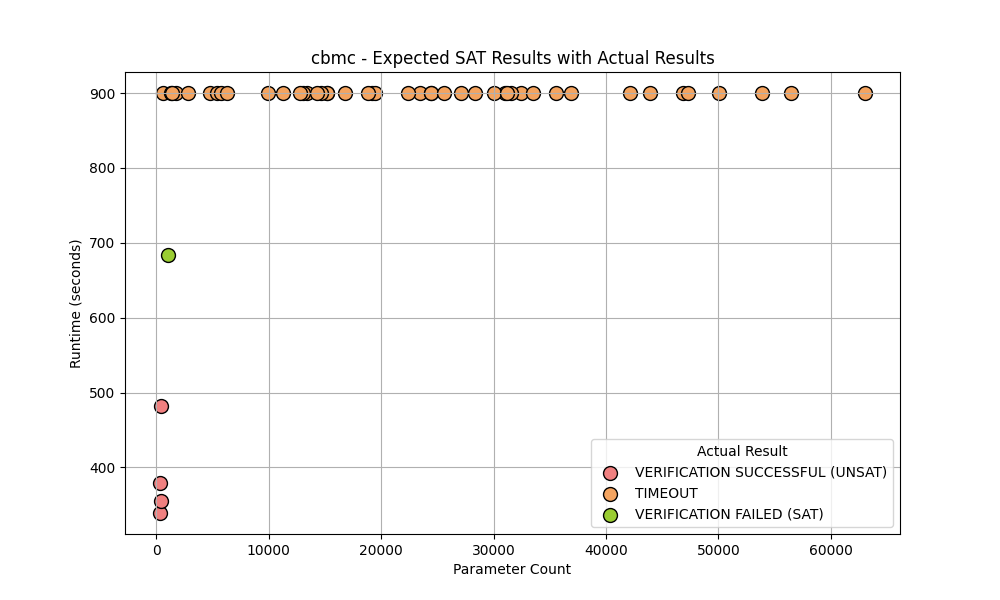 cbmc - Expected SAT Results with Actual Results
900
800
700
600
500
400
Runtime (seconds)
Actual Result
VERIFICATION SUCCESSFUL (UNSAT)
TIMEOUT
VERIFICATION FAILED (SAT)
0 10000 20000 30000 40000 50000 60000
Parameter Count